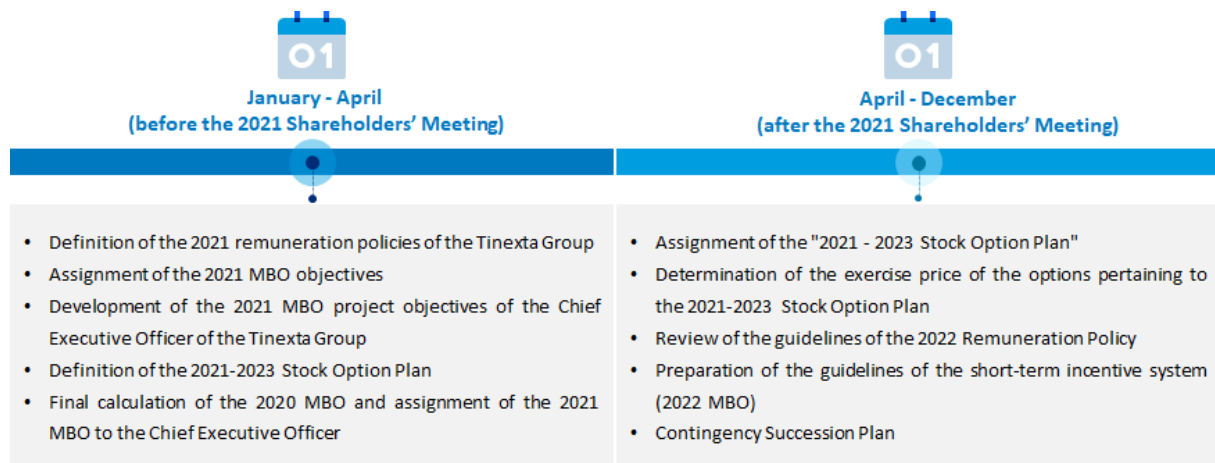 01
January - April
(before the 2021 Shareholders' Meeting)
• Definition of the 2021 remuneration policies of the Tinexta Group
• Assignment of the 2021 MBO objectives
• Development of the 2021 MBO project objectives of the Chief
Executive Officer of the Tinexta Group
• Definition of the 2021-2023 Stock Option Plan
• Final calculation of the 2020 MBO and assignment of the 2021
MBO to the Chief Executive Officer
01
April - December
(after the 2021 Shareholders' Meeting)
• Assignment of the "2021 - 2023 Stock Option Plan"
• Determination of the exercise price of the options pertaining to
the 2021-2023 Stock Option Plan
• Review of the guidelines of the 2022 Remuneration Policy
• Preparation of the guidelines of the short-term incentive system
(2022 MBO)
• Contingency Succession Plan